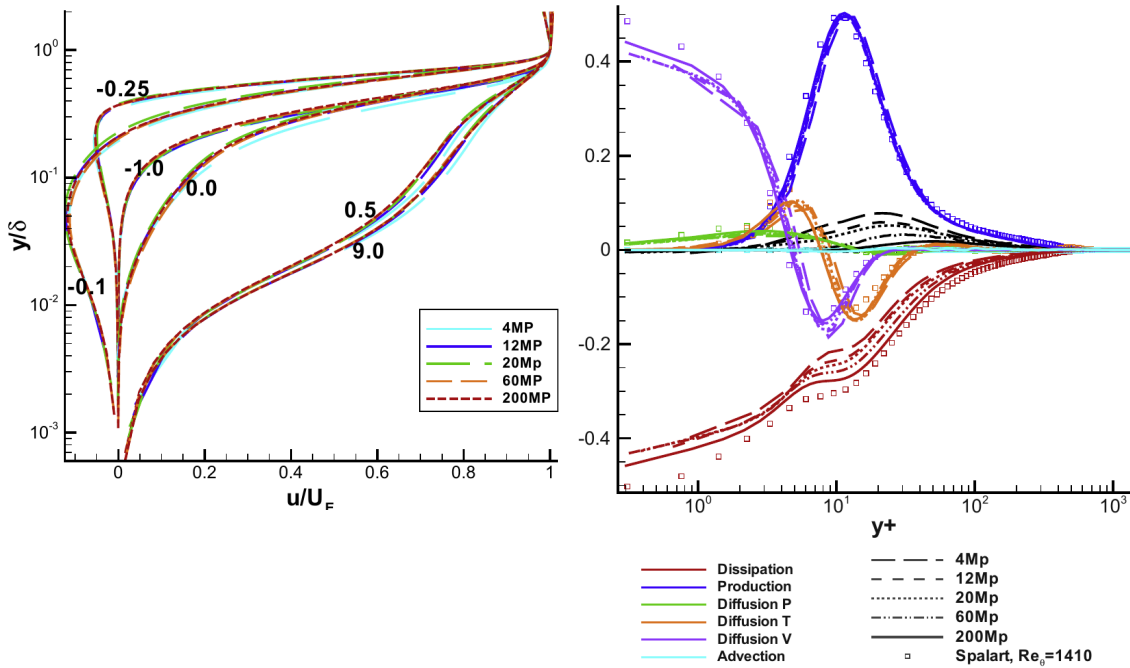 10⁰
10⁻¹
10⁻²
10⁻³
y/δ
-0.25
-1.0
0.0
0.5
9.0
-0.1
4MP
12MP
20Mp
60MP
200MP
0 0.2 0.4 0.6 0.8 1
u/U_E
0.4
0.2
0
-0.2
-0.4
10⁰ 10¹ 10² 10³
y+
Dissipation
Production
Diffusion P
Diffusion T
Diffusion V
Advection
4Mp
12Mp
20Mp
60Mp
200Mp
Spalart, Re_θ=1410